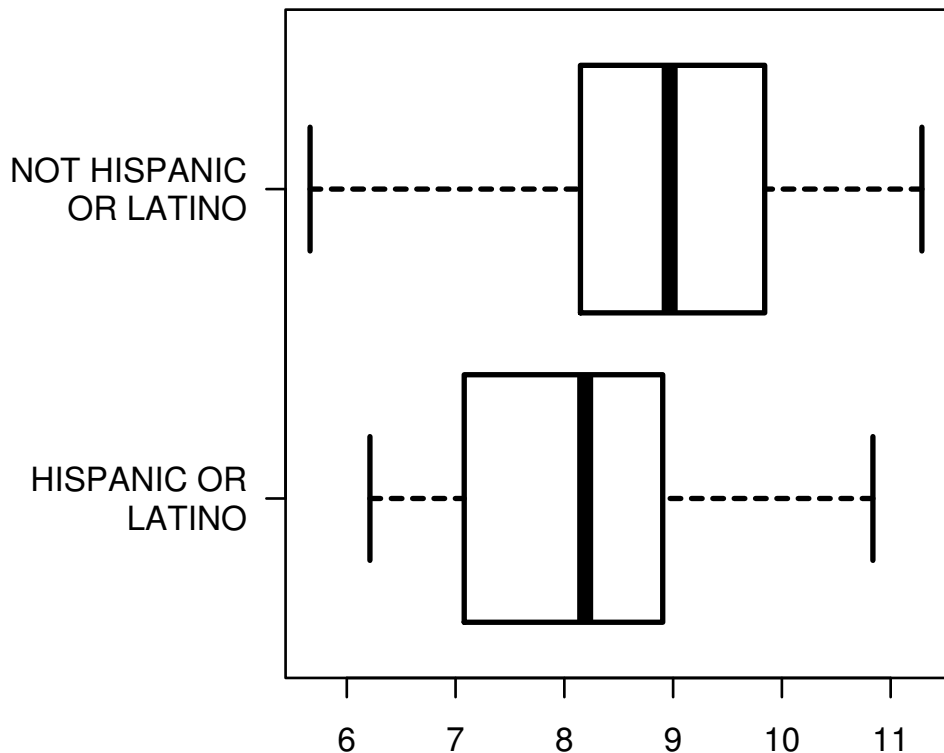 NOT HISPANIC
OR LATINO
HISPANIC OR
LATINO
6 7 8 9 10 11